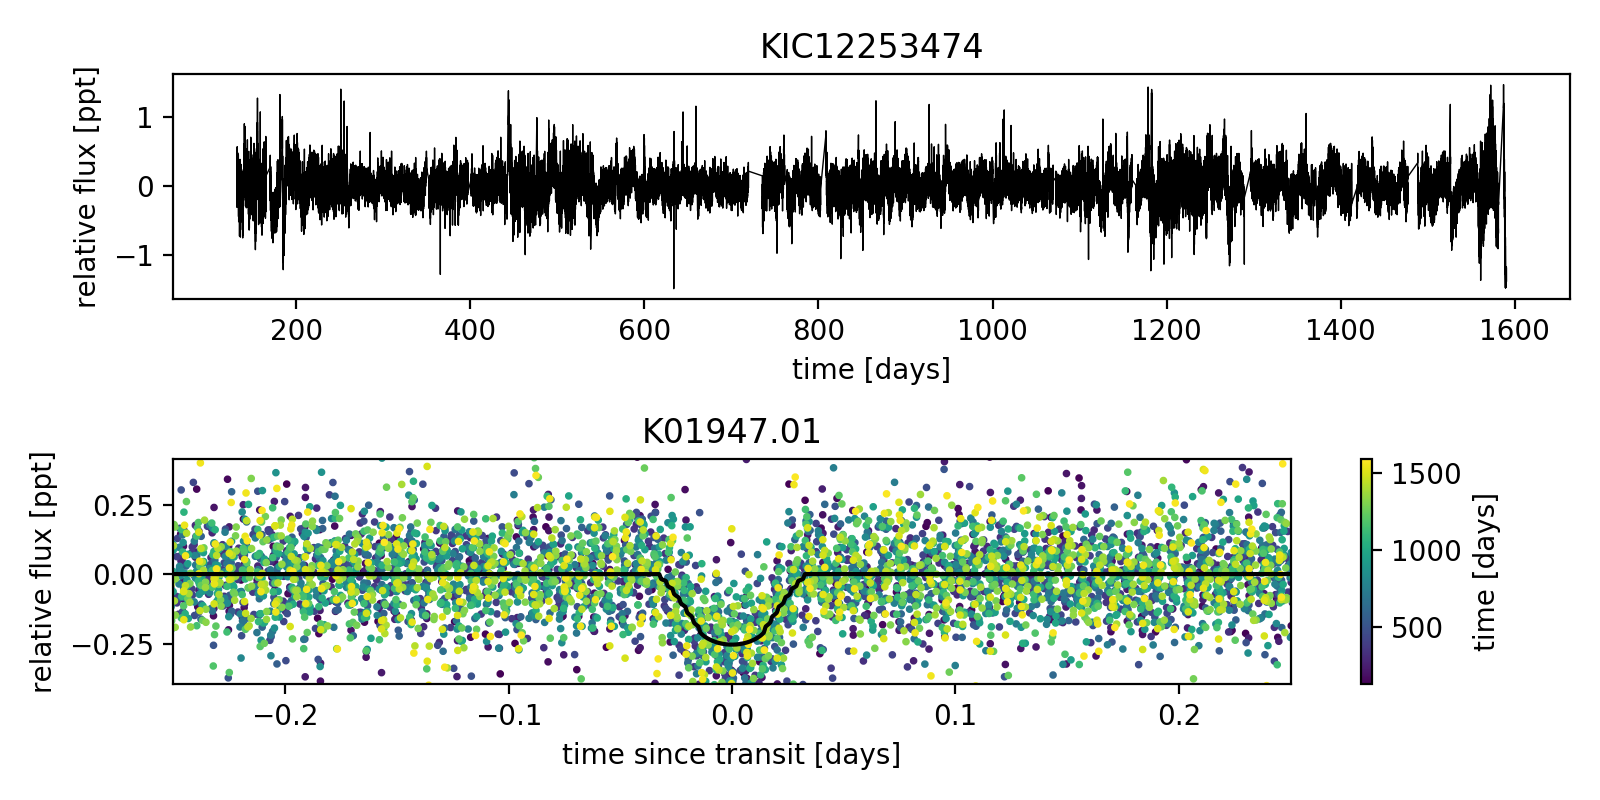 KIC12253474
relative flux [ppt]
1
0
−1
200 400 600 800 1000 1200 1400 1600
time [days]
K01947.01
relative flux [ppt]
0.25
0.00
−0.25
−0.2 −0.1 0.0 0.1 0.2
time since transit [days]
1500
1000
500
time [days]